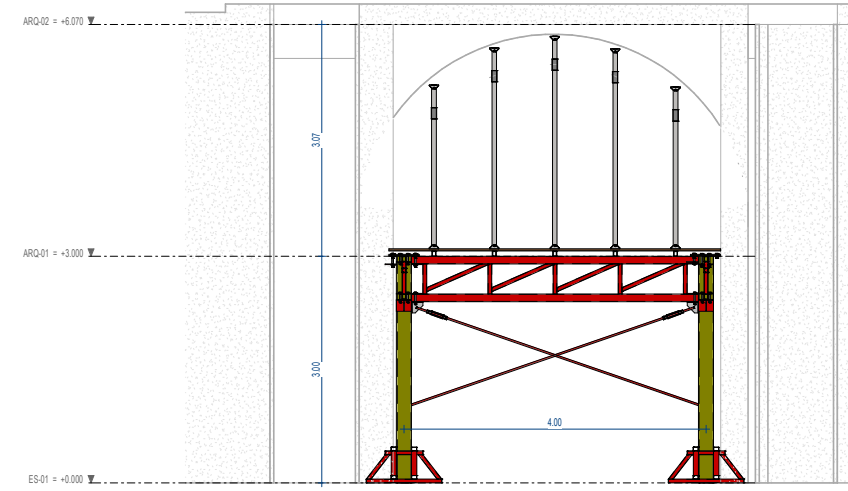 ARQ-02 = +6.070
3.07
ARQ-01 = +3.000
3.00
4.00
ES-01 = +0.000